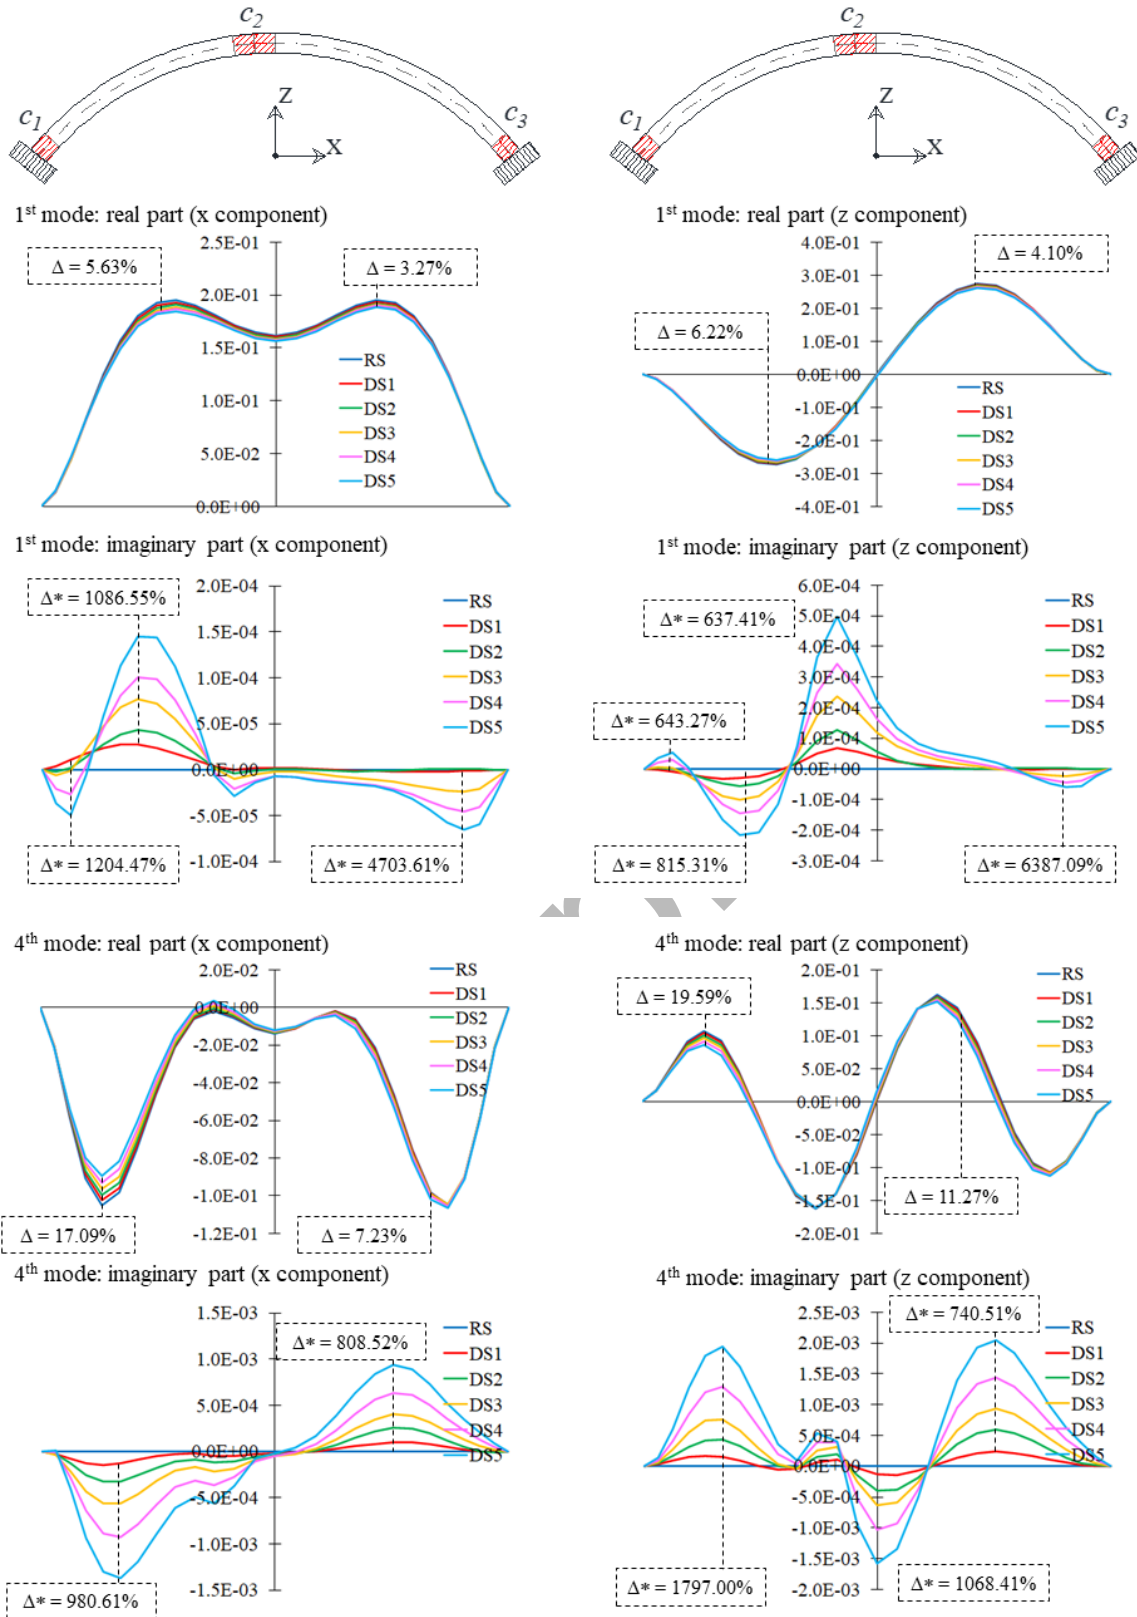 c2
c2
Z
Z
c1
c3
c1
c3
X
X
1st mode: real part (x component)
1st mode: real part (z component)
2.5E-01
2.0E-01
1.5E-01
1.0E-01
5.0E-02
0.0E+00
Δ = 5.63%
Δ = 3.27%
RS
DS1
DS2
DS3
DS4
DS5
4.0E-01
3.0E-01
2.0E-01
1.0E-01
0.0E+00
-1.0E-01
-2.0E-01
-3.0E-01
-4.0E-01
Δ = 4.10%
Δ = 6.22%
RS
DS1
DS2
DS3
DS4
DS5
1st mode: imaginary part (x component)
1st mode: imaginary part (z component)
2.0E-04
1.5E-04
1.0E-04
5.0E-05
0.0E+00
-5.0E-05
-1.0E-04
Δ* = 1086.55%
Δ* = 1204.47%
Δ* = 4703.61%
RS
DS1
DS2
DS3
DS4
DS5
6.0E-04
5.0E-04
4.0E-04
3.0E-04
2.0E-04
1.0E-04
0.0E+00
-1.0E-04
-2.0E-04
-3.0E-04
Δ* = 637.41%
Δ* = 643.27%
Δ* = 815.31%
Δ* = 6387.09%
RS
DS1
DS2
DS3
DS4
DS5
4th mode: real part (x component)
4th mode: real part (z component)
2.0E-02
0.0E+00
-2.0E-02
-4.0E-02
-6.0E-02
-8.0E-02
-1.0E-01
-1.2E-01
Δ = 17.09%
Δ = 7.23%
RS
DS1
DS2
DS3
DS4
DS5
2.0E-01
1.5E-01
1.0E-01
5.0E-02
0.0E+00
-5.0E-02
-1.0E-01
-1.5E-01
-2.0E-01
Δ = 19.59%
Δ = 11.27%
RS
DS1
DS2
DS3
DS4
DS5
4th mode: imaginary part (x component)
4th mode: imaginary part (z component)
1.5E-03
1.0E-03
5.0E-04
0.0E+00
-5.0E-04
-1.0E-03
-1.5E-03
Δ* = 808.52%
Δ* = 980.61%
RS
DS1
DS2
DS3
DS4
DS5
2.5E-03
2.0E-03
1.5E-03
1.0E-03
5.0E-04
0.0E+00
-5.0E-04
-1.0E-03
-1.5E-03
-2.0E-03
Δ* = 740.51%
Δ* = 1797.00%
Δ* = 1068.41%
RS
DS1
DS2
DS3
DS4
DS5